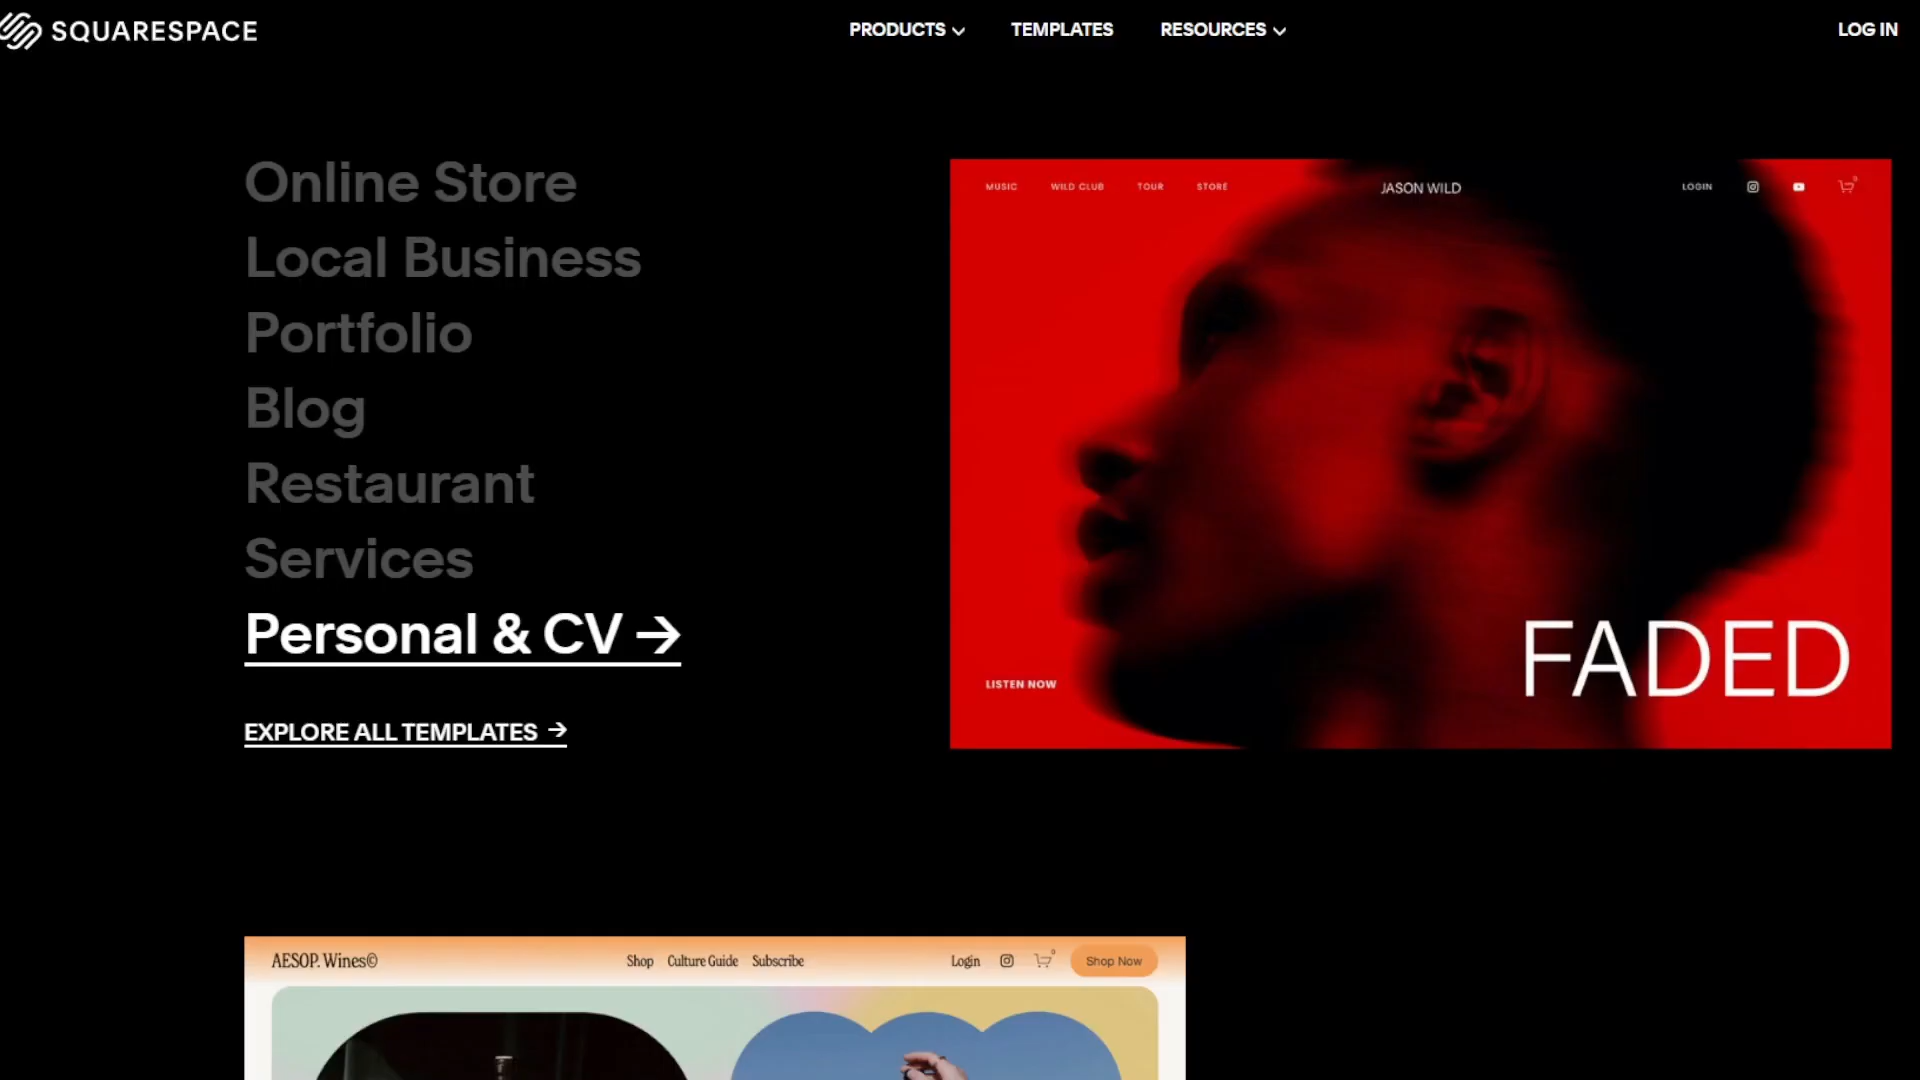 SQUARESPACE PRODUCTS TEMPLATES RESOURCES LOG IN
Online Store
Local Business
Portfolio
Blog
Restaurant
Services
Personal & CV →
EXPLORE ALL TEMPLATES →
MUSIC WILD CLUB TOUR STORE JASON WILD LOGIN 0
FADED
LISTEN NOW
AESOP. Wines© Shop Culture Guide Subscribe Login 0 Shop Now